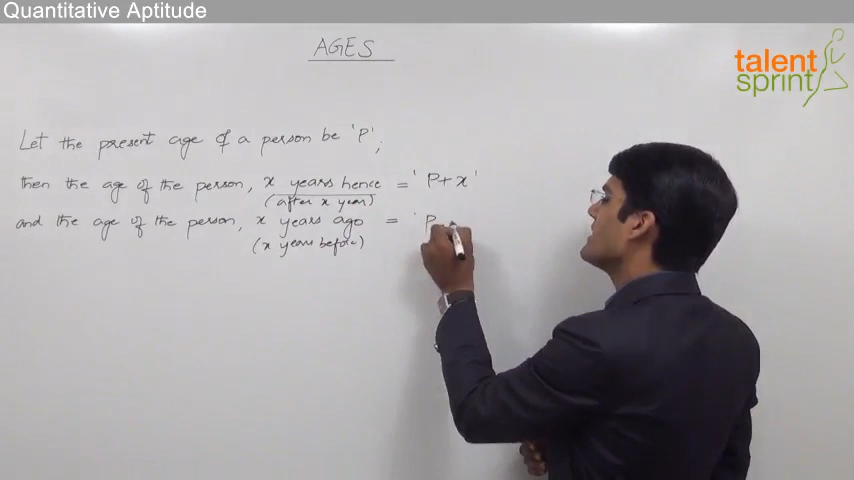 Quantitative Aptitude
AGES
talent
sprint
Let the present age of a person be 'P';
then the age of the person, x years hence = 'P+x'
(after x year)
and the age of the person, x years ago = 'P
(x years before)